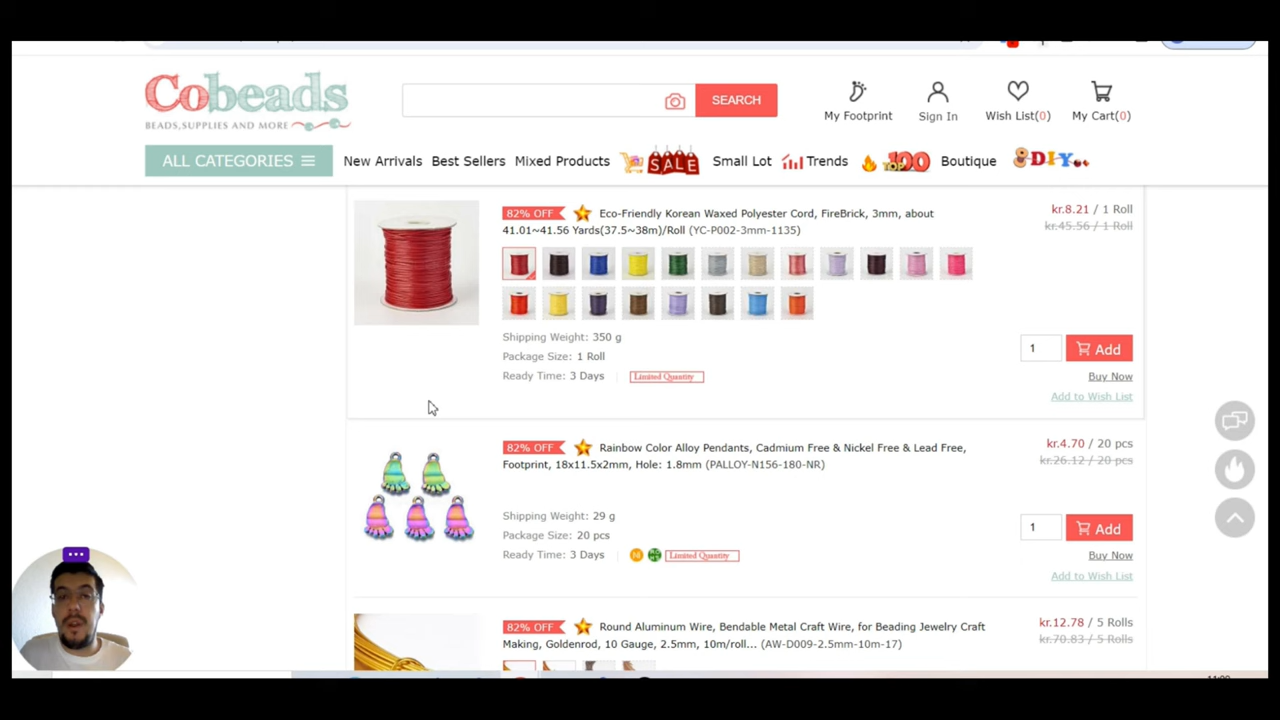 Cobeads
BEADS,SUPPLIES AND MORE
SEARCH
My Footprint
Sign In
Wish List(0)
My Cart(0)
ALL CATEGORIES
New Arrivals
Best Sellers
Mixed Products
SALE
Small Lot
Trends
TOP 100
Boutique
DIY
82% OFF Eco-Friendly Korean Waxed Polyester Cord, FireBrick, 3mm, about
41.01~41.56 Yards(37.5~38m)/Roll (YC-P002-3mm-1135)
kr.8.21 / 1 Roll
kr.45.56 / 1 Roll
Shipping Weight: 350 g
Package Size: 1 Roll
Ready Time: 3 Days
Limited Quantity
1
Add
Buy Now
Add to Wish List
82% OFF Rainbow Color Alloy Pendants, Cadmium Free & Nickel Free & Lead Free,
Footprint, 18x11.5x2mm, Hole: 1.8mm (PALLOY-N156-180-NR)
kr.4.70 / 20 pcs
kr.26.12 / 20 pcs
Shipping Weight: 29 g
Package Size: 20 pcs
Ready Time: 3 Days
Ni
Limited Quantity
1
Add
Buy Now
Add to Wish List
82% OFF Round Aluminum Wire, Bendable Metal Craft Wire, for Beading Jewelry Craft
Making, Goldenrod, 10 Gauge, 2.5mm, 10m/roll... (AW-D009-2.5mm-10m-17)
kr.12.78 / 5 Rolls
kr.70.83 / 5 Rolls